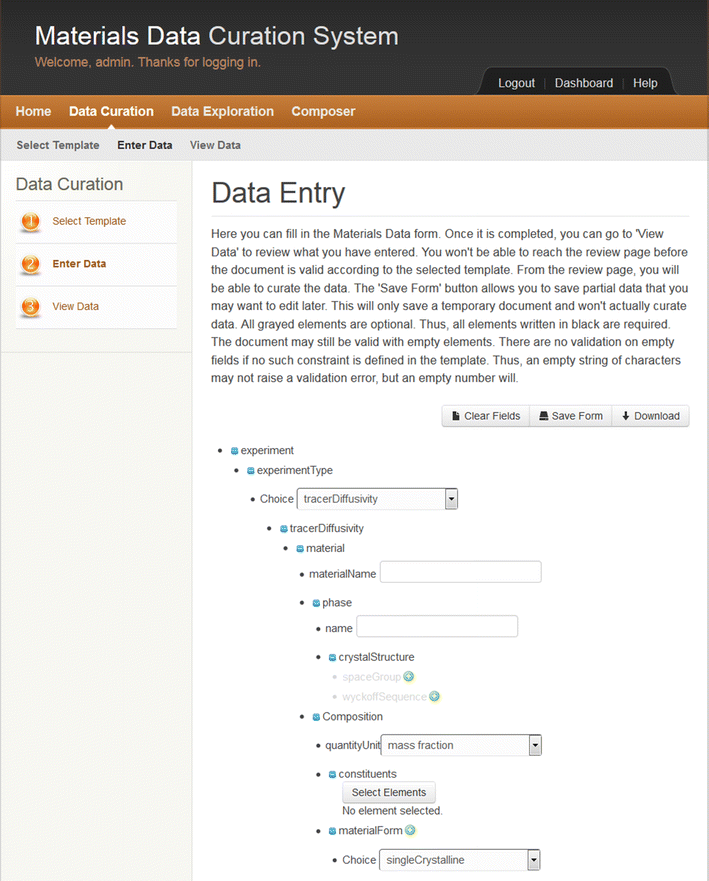 Materials Data Curation System
Welcome, admin. Thanks for logging in.
Logout | Dashboard | Help
Home Data Curation Data Exploration Composer
Select Template Enter Data View Data
Data Curation
1 Select Template
2 Enter Data
3 View Data
Data Entry
Here you can fill in the Materials Data form. Once it is completed, you can go to 'View
Data' to review what you have entered. You won't be able to reach the review page before
the document is valid according to the selected template. From the review page, you will
be able to curate the data. The 'Save Form' button allows you to save partial data that you
may want to edit later. This will only save a temporary document and won't actually curate
data. All grayed elements are optional. Thus, all elements written in black are required.
The document may still be valid with empty elements. There are no validation on empty
fields if no such constraint is defined in the template. Thus, an empty string of characters
may not raise a validation error, but an empty number will.
Clear Fields Save Form Download
experiment
experimentType
Choice tracerDiffusivity
tracerDiffusivity
material
materialName
phase
name
crystalStructure
spaceGroup
wyckoffSequence
Composition
quantityUnit mass fraction
constituents
Select Elements
No element selected.
materialForm
Choice singleCrystalline